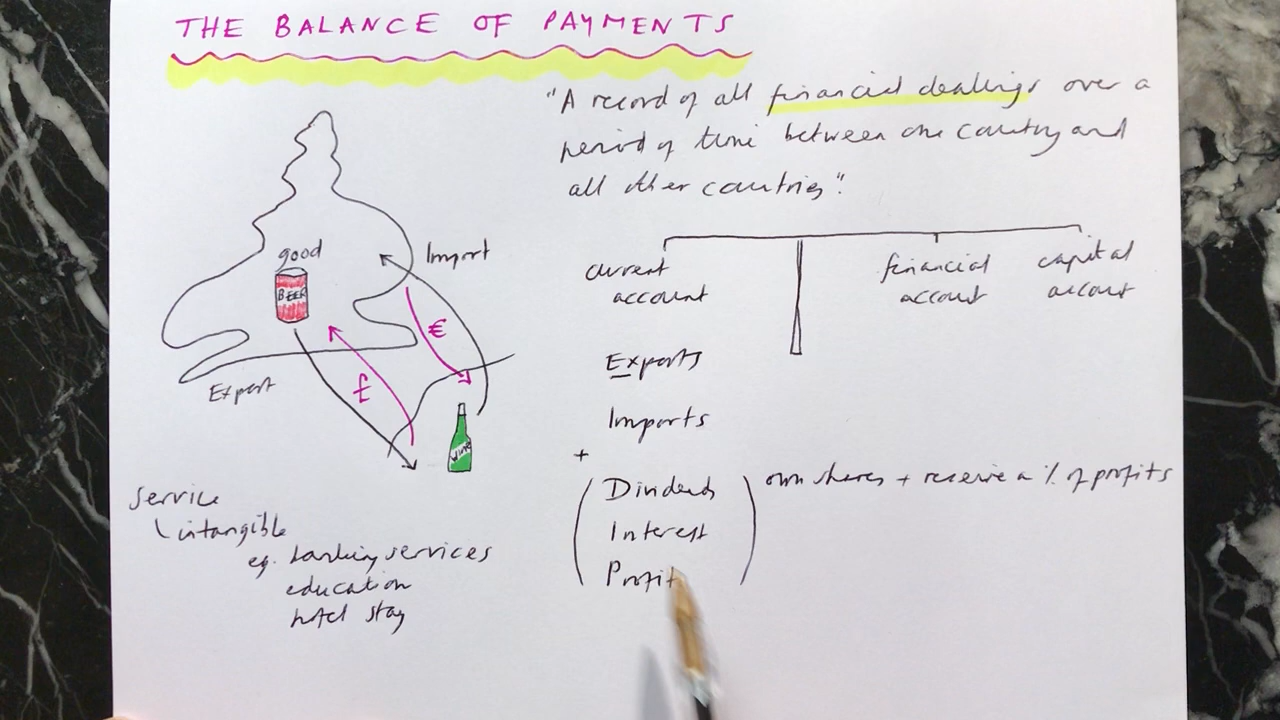 THE BALANCE OF PAYMENTS
"A record of all financial dealings over a
period of time between one country and
all other countries".
good
BEER
Import
€
£
Export
WINE
service
intangible
eg. banking services
education
hotel stay
current
account
financial
account
capital
account
Exports
Imports
+
(Dividends
Interest
Profit)
own shares + receive a % of profits